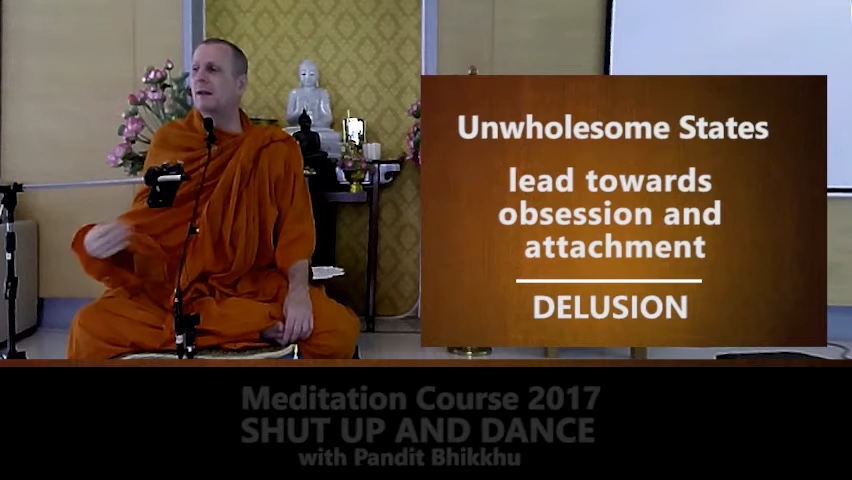 Unwholesome States
lead towards
obsession and
attachment
DELUSION
Meditation Course 2017
SHUT UP AND DANCE
with Pandit Bhikkhu